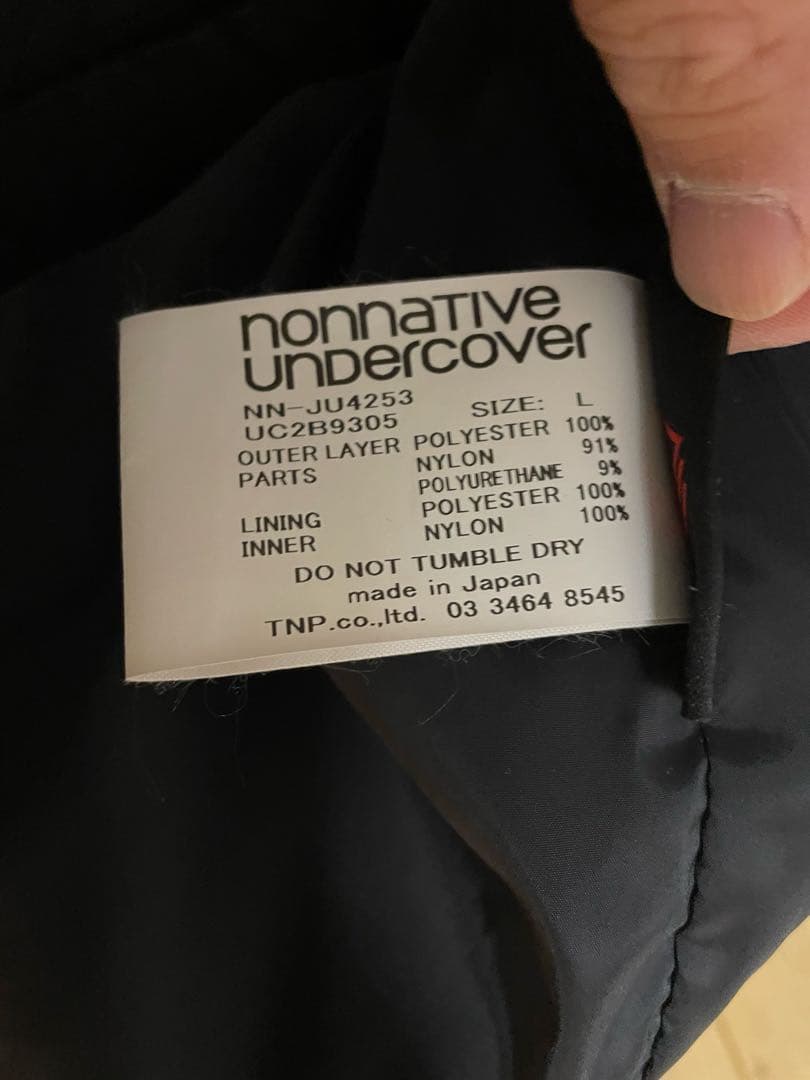 nonnative
undercover
NN-JU4253
UC2B9305 SIZE: L
OUTER LAYER POLYESTER 100%
PARTS NYLON 91%
POLYURETHANE 9%
LINING POLYESTER 100%
INNER NYLON 100%
DO NOT TUMBLE DRY
made in Japan
TNP.co.,ltd. 03 3464 8545